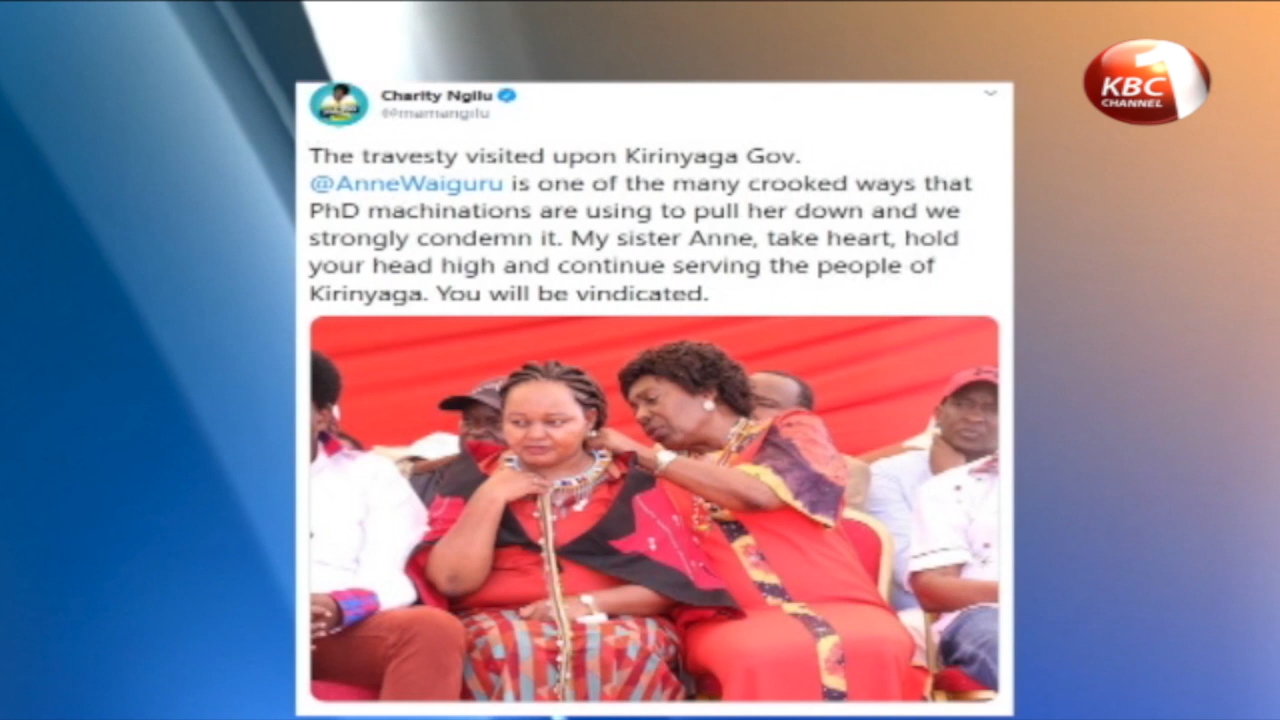 KBC 1
CHANNEL
Charity Ngilu
@mamangilu
The travesty visited upon Kirinyaga Gov.
@AnneWaiguru is one of the many crooked ways that
PhD machinations are using to pull her down and we
strongly condemn it. My sister Anne, take heart, hold
your head high and continue serving the people of
Kirinyaga. You will be vindicated.